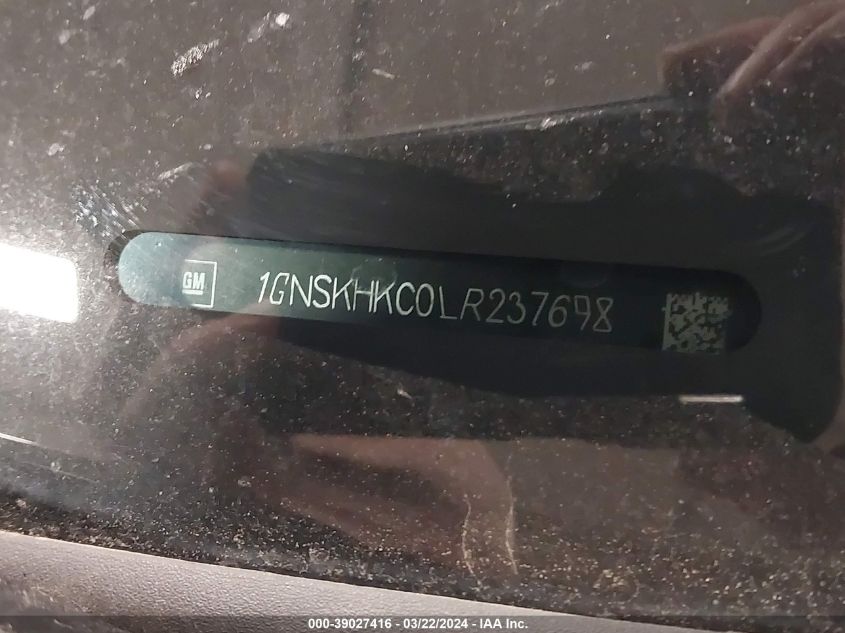 GM 1GNSKHKC0LR237698
000-39027416 - 03/22/2024 - IAA Inc.